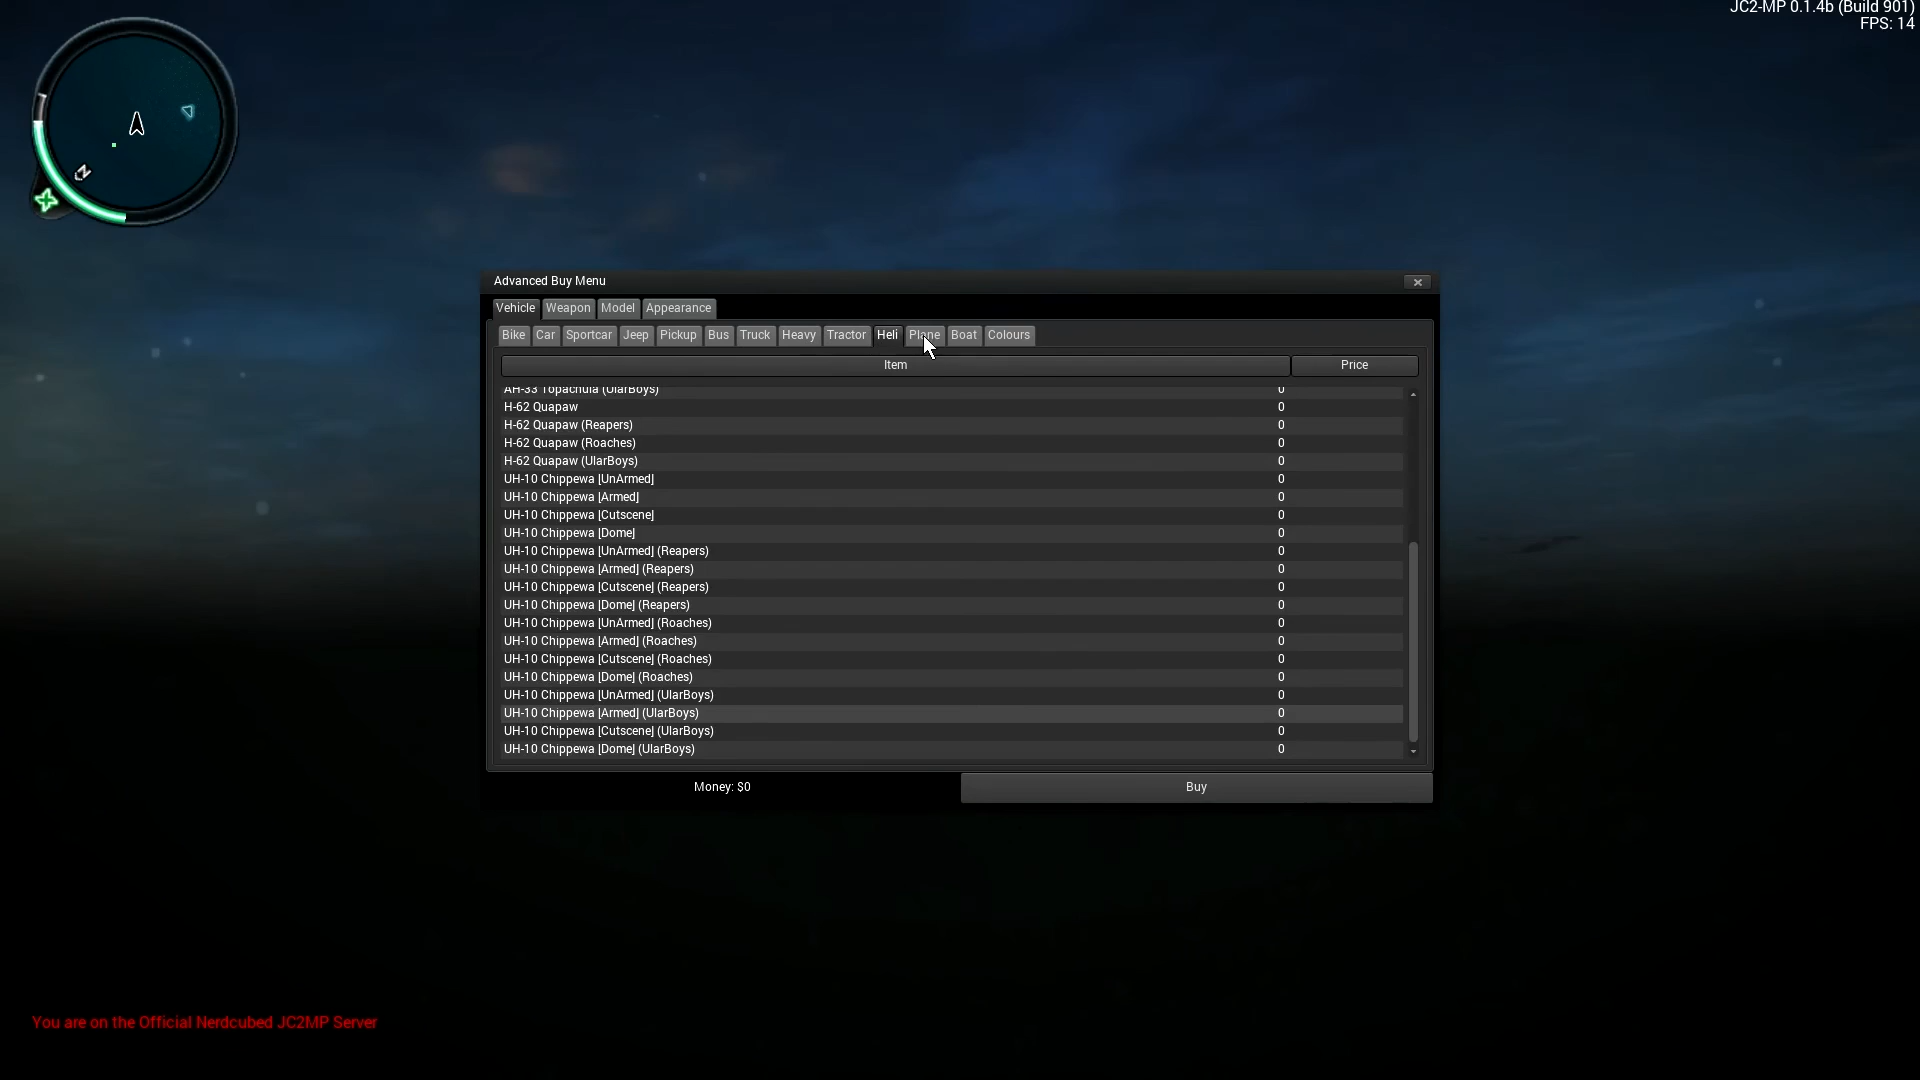 JC2-MP 0.1.4b (Build 901)
FPS: 14
N
Advanced Buy Menu
Vehicle Weapon Model Appearance
Bike Car Sportcar Jeep Pickup Bus Truck Heavy Tractor Heli Plane Boat Colours
Item Price
AH-33 Topachula (UlarBoys) 0
H-62 Quapaw 0
H-62 Quapaw (Reapers) 0
H-62 Quapaw (Roaches) 0
H-62 Quapaw (UlarBoys) 0
UH-10 Chippewa [UnArmed] 0
UH-10 Chippewa [Armed] 0
UH-10 Chippewa [Cutscene] 0
UH-10 Chippewa [Dome] 0
UH-10 Chippewa [UnArmed] (Reapers) 0
UH-10 Chippewa [Armed] (Reapers) 0
UH-10 Chippewa [Cutscene] (Reapers) 0
UH-10 Chippewa [Dome] (Reapers) 0
UH-10 Chippewa [UnArmed] (Roaches) 0
UH-10 Chippewa [Armed] (Roaches) 0
UH-10 Chippewa [Cutscene] (Roaches) 0
UH-10 Chippewa [Dome] (Roaches) 0
UH-10 Chippewa [UnArmed] (UlarBoys) 0
UH-10 Chippewa [Armed] (UlarBoys) 0
UH-10 Chippewa [Cutscene] (UlarBoys) 0
UH-10 Chippewa [Dome] (UlarBoys) 0
Money: $0 Buy
You are on the Official Nerdcubed JC2MP Server